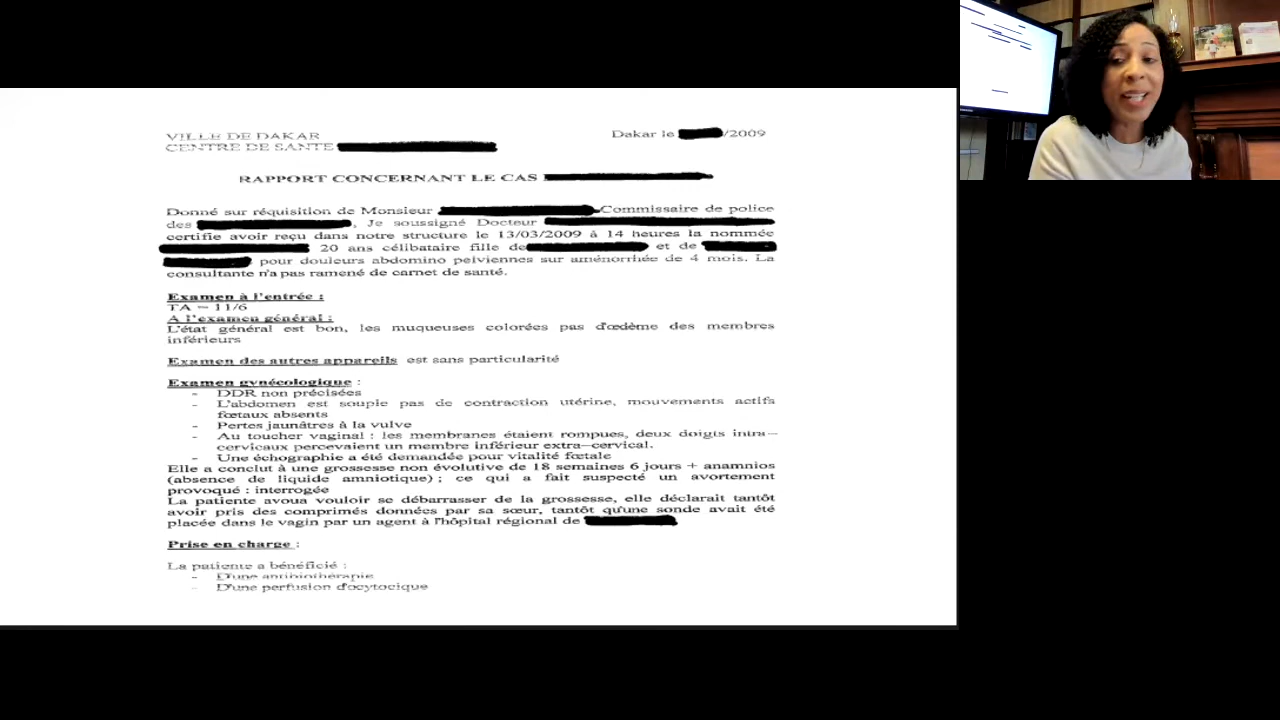 VILLE DE DAKAR
CENTRE DE SANTE
Dakar le /2009
RAPPORT CONCERNANT LE CAS
Donné sur réquisition de Monsieur Commissaire de police
des , Je soussigné Docteur
certifie avoir reçu dans notre structure le 13/03/2009 à 14 heures la nommée
20 ans célibataire fille de et de
pour douleurs abdomino pelviennes sur aménorrhée de 4 mois. La
consultante n'a pas ramené de carnet de santé.
Examen à l'entrée :
TA = 11/6
A l'examen général :
L'état général est bon, les muqueuses colorées pas d'œdème des membres
inférieurs
Examen des autres appareils est sans particularité
Examen gynécologique :
- DDR non précisées
- L'abdomen est souple pas de contraction utérine, mouvements actifs
fœtaux absents
- Pertes jaunâtres à la vulve
- Au toucher vaginal : les membranes étaient rompues, deux doigts intra-
cervicaux percevaient un membre inférieur extra-cervical.
- Une échographie a été demandée pour vitalité fœtale
Elle a conclut à une grossesse non évolutive de 18 semaines 6 jours + anamnios
(absence de liquide amniotique) ; ce qui a fait suspecté un avortement
provoqué : interrogée
La patiente avoua vouloir se débarrasser de la grossesse, elle déclarait tantôt
avoir pris des comprimés données par sa sœur, tantôt qu'une sonde avait été
placée dans le vagin par un agent à l'hôpital régional de
Prise en charge :
La patiente a bénéficié :
- D'une antibiothérapie
- D'une perfusion d'ocytocique